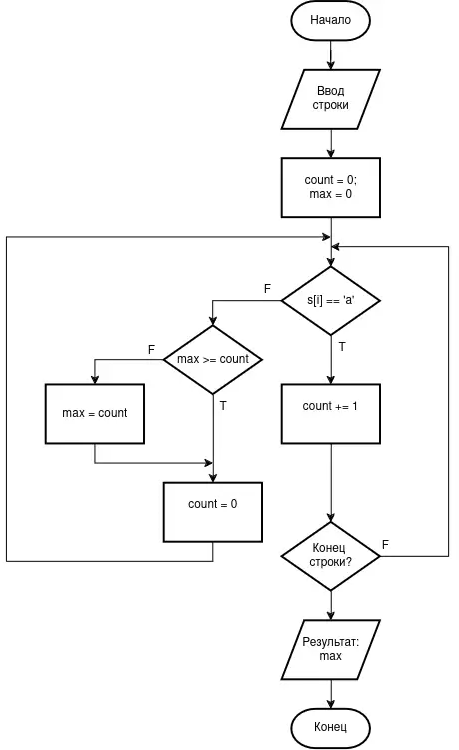 Начало
Ввод
строки
count = 0;
max = 0
F
s[i] == 'a'
T
F
max >= count
T
max = count
count += 1
count = 0
Конец
строки?
F
Результат:
max
Конец